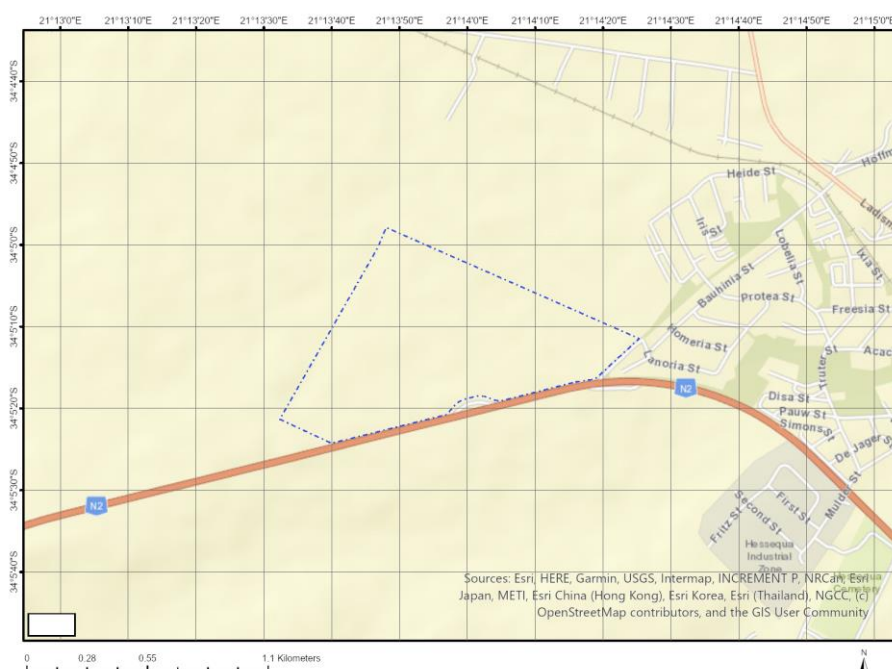 21°13'0"E 21°13'10"E 21°13'20"E 21°13'30"E 21°13'40"E 21°13'50"E 21°14'0"E 21°14'10"E 21°14'20"E 21°14'30"E 21°14'40"E 21°14'50"E 21°15'0"E
34°4'40"S
34°4'50"S
34°5'0"S
34°5'10"S
34°5'20"S
34°5'30"S
34°5'40"S
Heide St
Hoffm
Ladism
Iris St
Lobelia St
Ixia St
Bauhinia St
Protea St
Freesia St
Homeria St
Lanoria St
Truter St
Acac
N2
Disa St
Pauw St
Simons St
De Jager St
N2
Mulder St
First St
Second St
Fritz St
Hessequa
Industrial
Zone
Hessequa
Cemetery
Sources: Esri, HERE, Garmin, USGS, Intermap, INCREMENT P, NRCan, Esri
Japan, METI, Esri China (Hong Kong), Esri Korea, Esri (Thailand), NGCC, (c)
OpenStreetMap contributors, and the GIS User Community
0 0.28 0.55 1.1 Kilometers
N